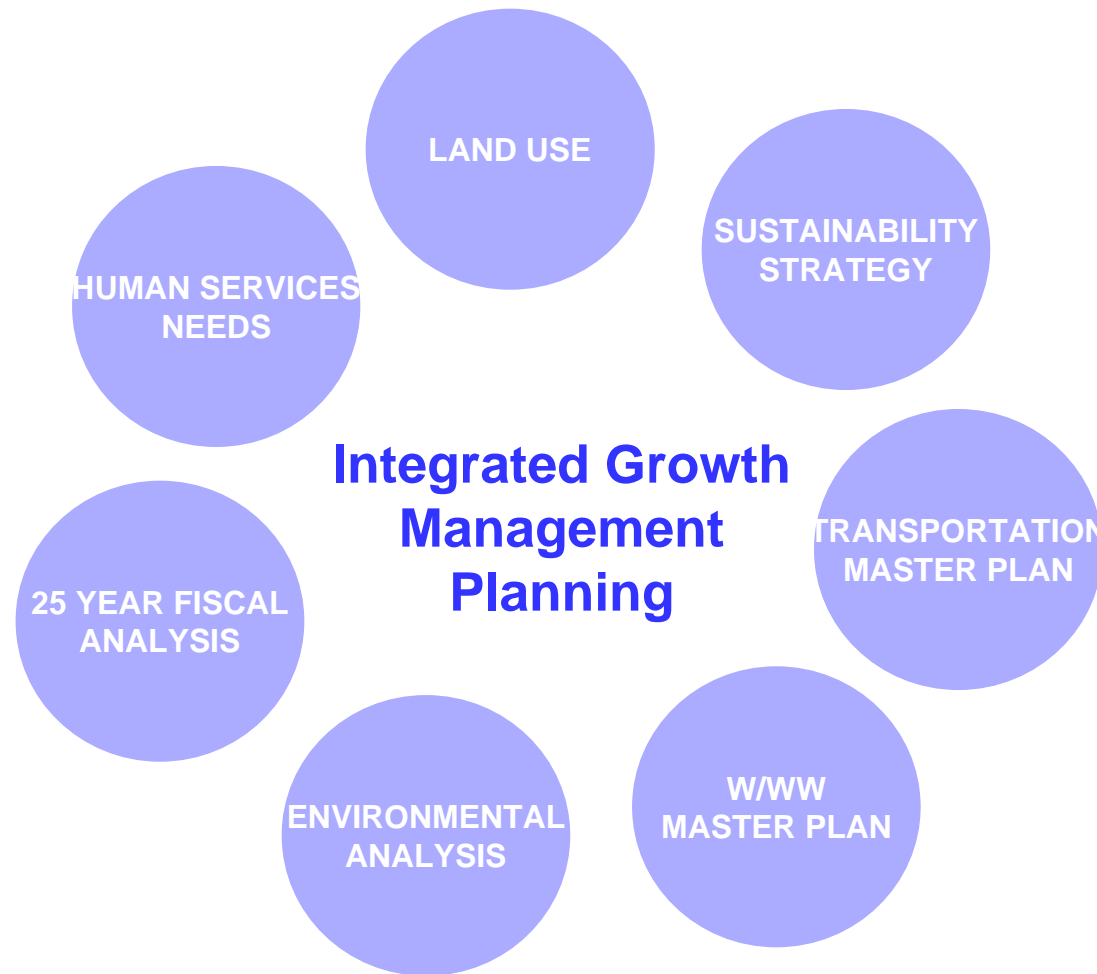 LAND USE
SUSTAINABILITY
STRATEGY
HUMAN SERVICES
NEEDS
Integrated Growth
Management
Planning
TRANSPORTATION
MASTER PLAN
25 YEAR FISCAL
ANALYSIS
W/WW
MASTER PLAN
ENVIRONMENTAL
ANALYSIS